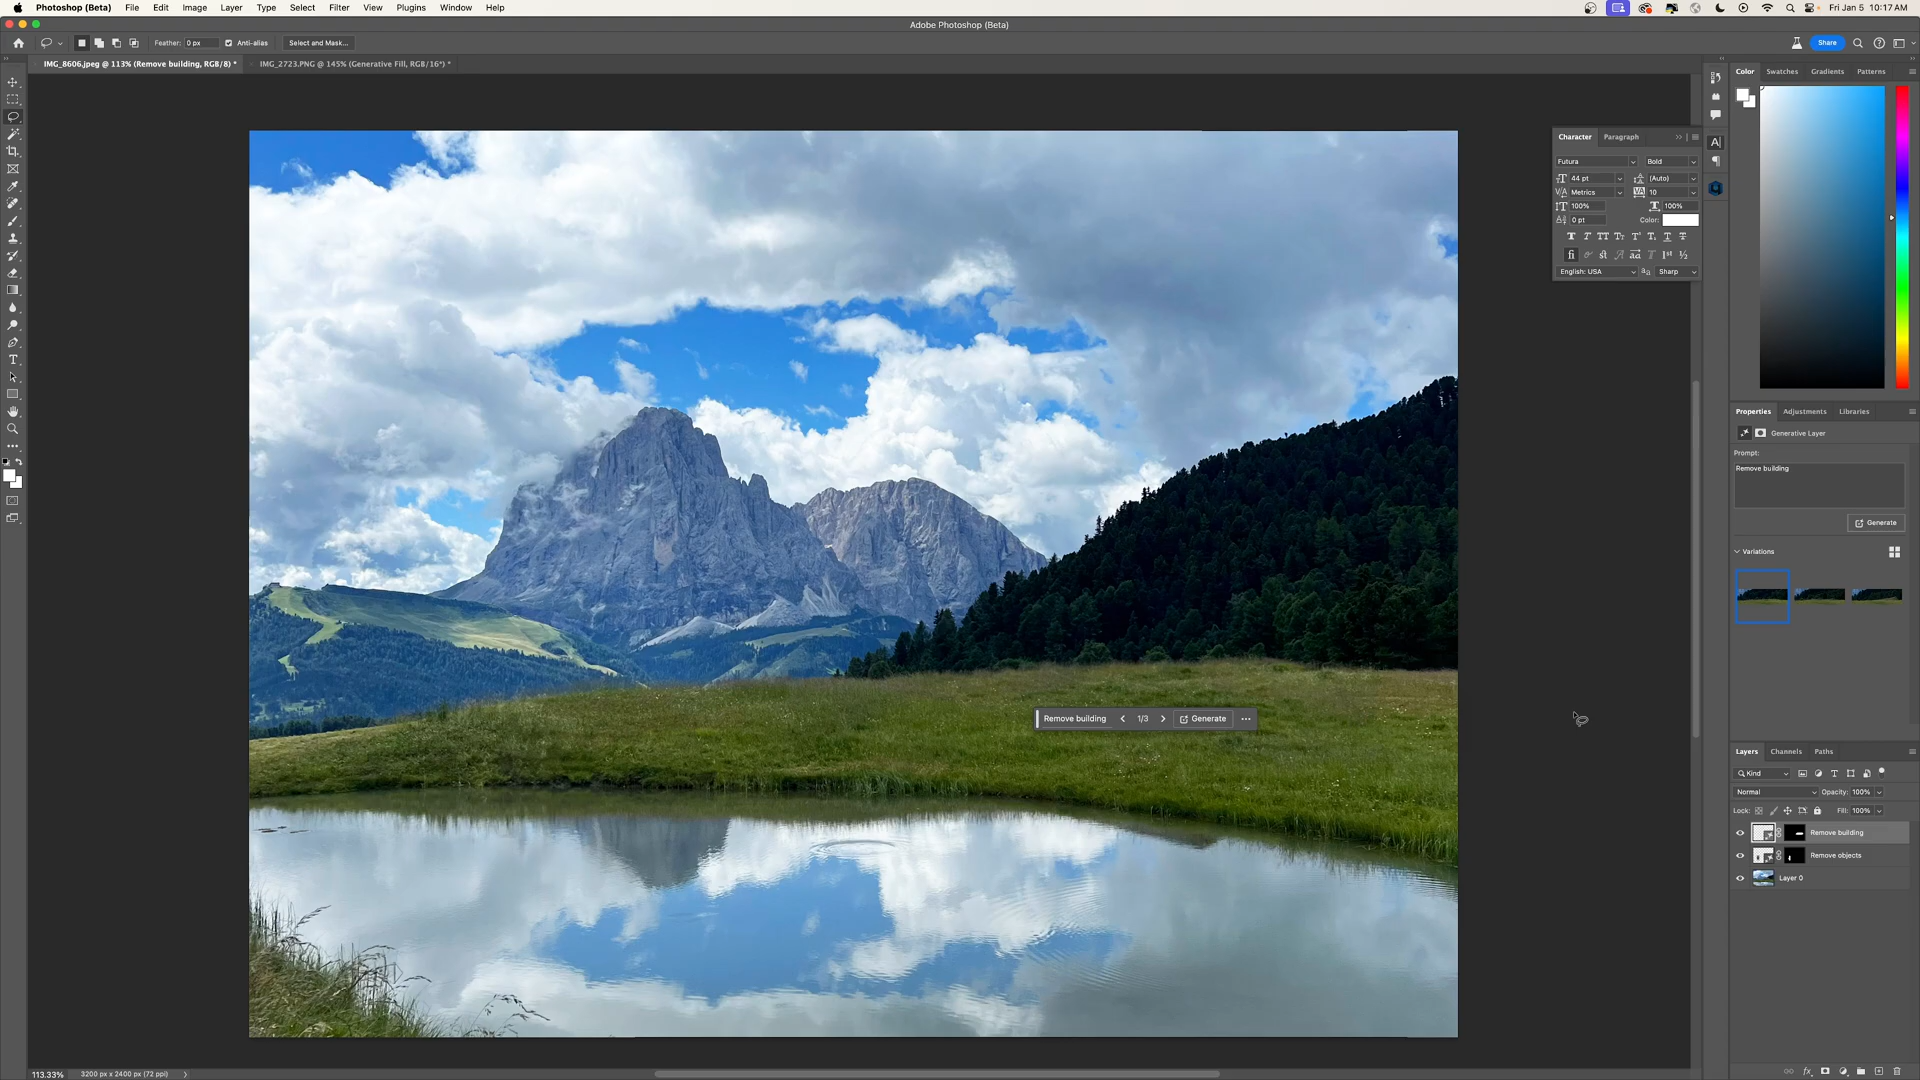 Photoshop (Beta) File Edit Image Layer Type Select Filter View Plugins Window Help Fri Jan 5 10:17 AM
Adobe Photoshop (Beta)
Feather: 0 px Anti-alias Select and Mask... Share
IMG_8606.jpeg @ 113% (Remove building, RGB/8) * IMG_2723.PNG @ 145% (Generative Fill, RGB/16*) *
Color Swatches Gradients Patterns
Character Paragraph
Futura Bold
44 pt (Auto)
Metrics 10
100% 100%
0 pt Color:
English: USA Sharp
Properties Adjustments Libraries
Generative Layer
Prompt:
Remove building
Generate
Variations
Remove building 1/3 Generate
Layers Channels Paths
Kind
Normal Opacity: 100%
Lock: Fill: 100%
Remove building
Remove objects
Layer 0
113.33% 3200 px x 2400 px (72 ppi)